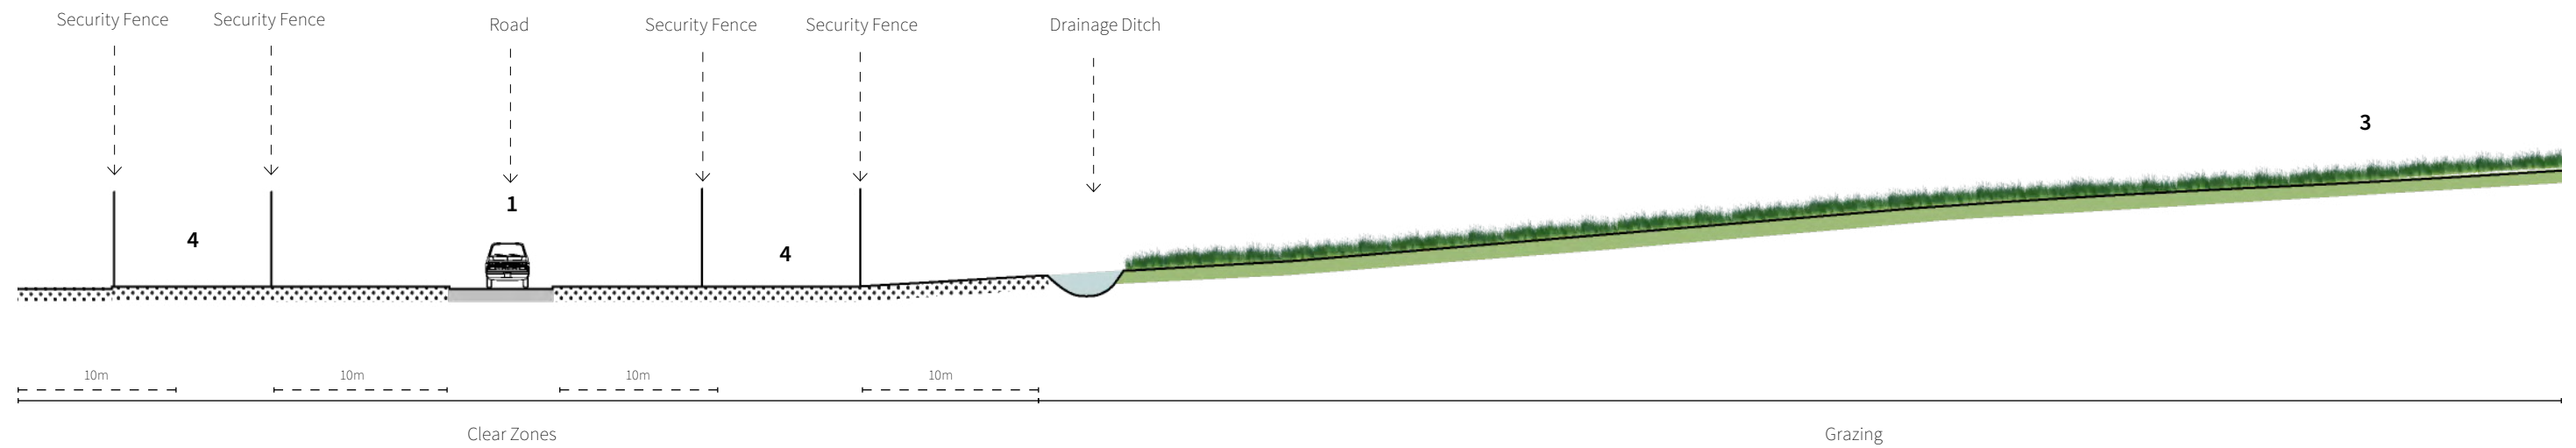 Security Fence
Security Fence
Road
Security Fence
Security Fence
Drainage Ditch
3
1
4
4
10m
10m
10m
10m
Clear Zones
Grazing